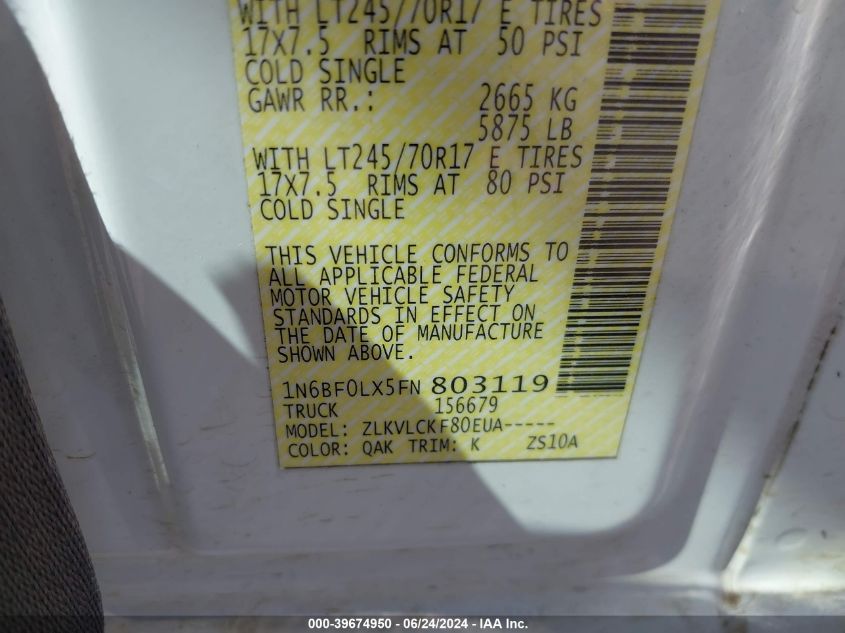 WITH LT245/70R17 E TIRES
17X7.5 RIMS AT 50 PSI
COLD SINGLE
GAWR RR.: 2665 KG
5875 LB
WITH LT245/70R17 E TIRES
17X7.5 RIMS AT 80 PSI
COLD SINGLE
THIS VEHICLE CONFORMS TO
ALL APPLICABLE FEDERAL
MOTOR VEHICLE SAFETY
STANDARDS IN EFFECT ON
THE DATE OF MANUFACTURE
SHOWN ABOVE.
1N6BF0LX5FN 803119
TRUCK 156679
MODEL: ZLKVLCKF80EUA-----
COLOR: QAK TRIM: K ZS10A
000-39674950 - 06/24/2024 - IAA Inc.